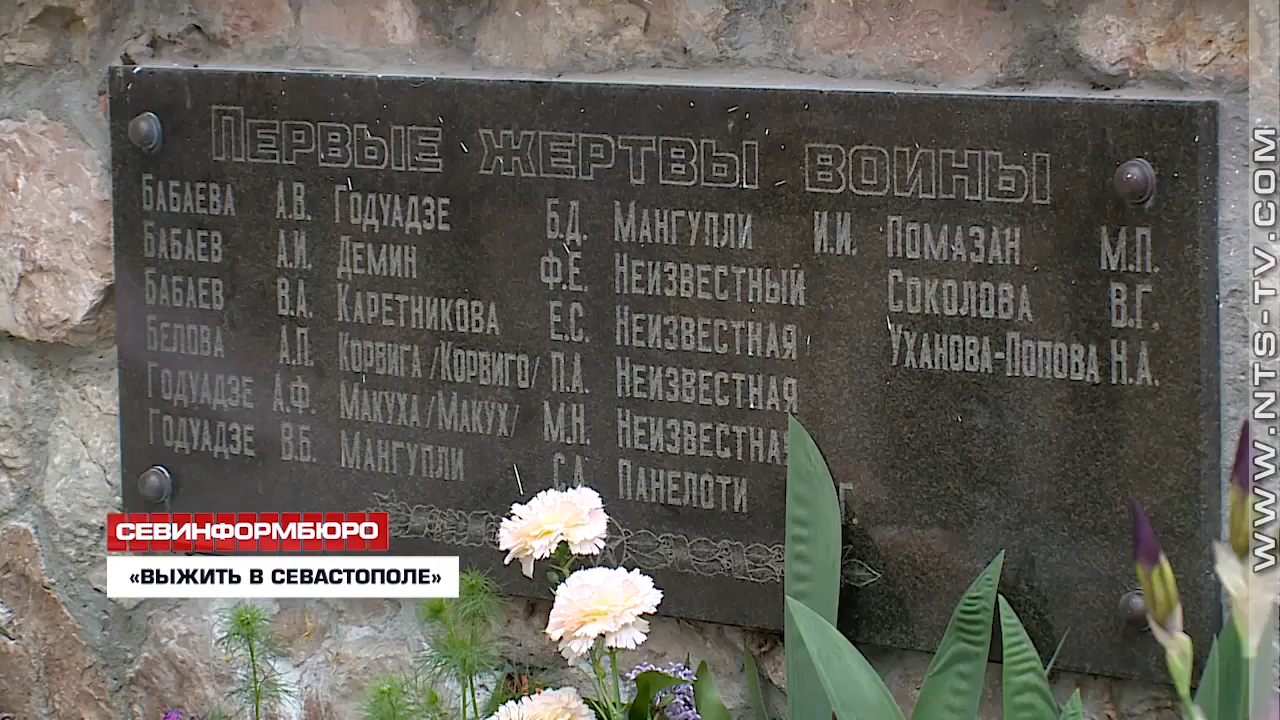 Первые жертвы войны
Бабаева А.В.
Бабаев А.И.
Бабаев В.А.
Белова А.П.
Годуадзе А.Ф.
Годуадзе В.Б.
Годуадзе Б.Д.
Демин Ф.Е.
Каретникова Е.С.
Корвига /Корвиго/ П.А.
Макуха /Макух/ М.Н.
Мангупли С.А.
Мангупли И.И.
Неизвестный
Неизвестная
Неизвестная
Неизвестная
Панелоти
Помазан М.П.
Соколова В.Г.
Уханова-Попова Н.А.
СЕВИНФОРМБЮРО
«ВЫЖИТЬ В СЕВАСТОПОЛЕ»
WWW.NTS-TV.COM